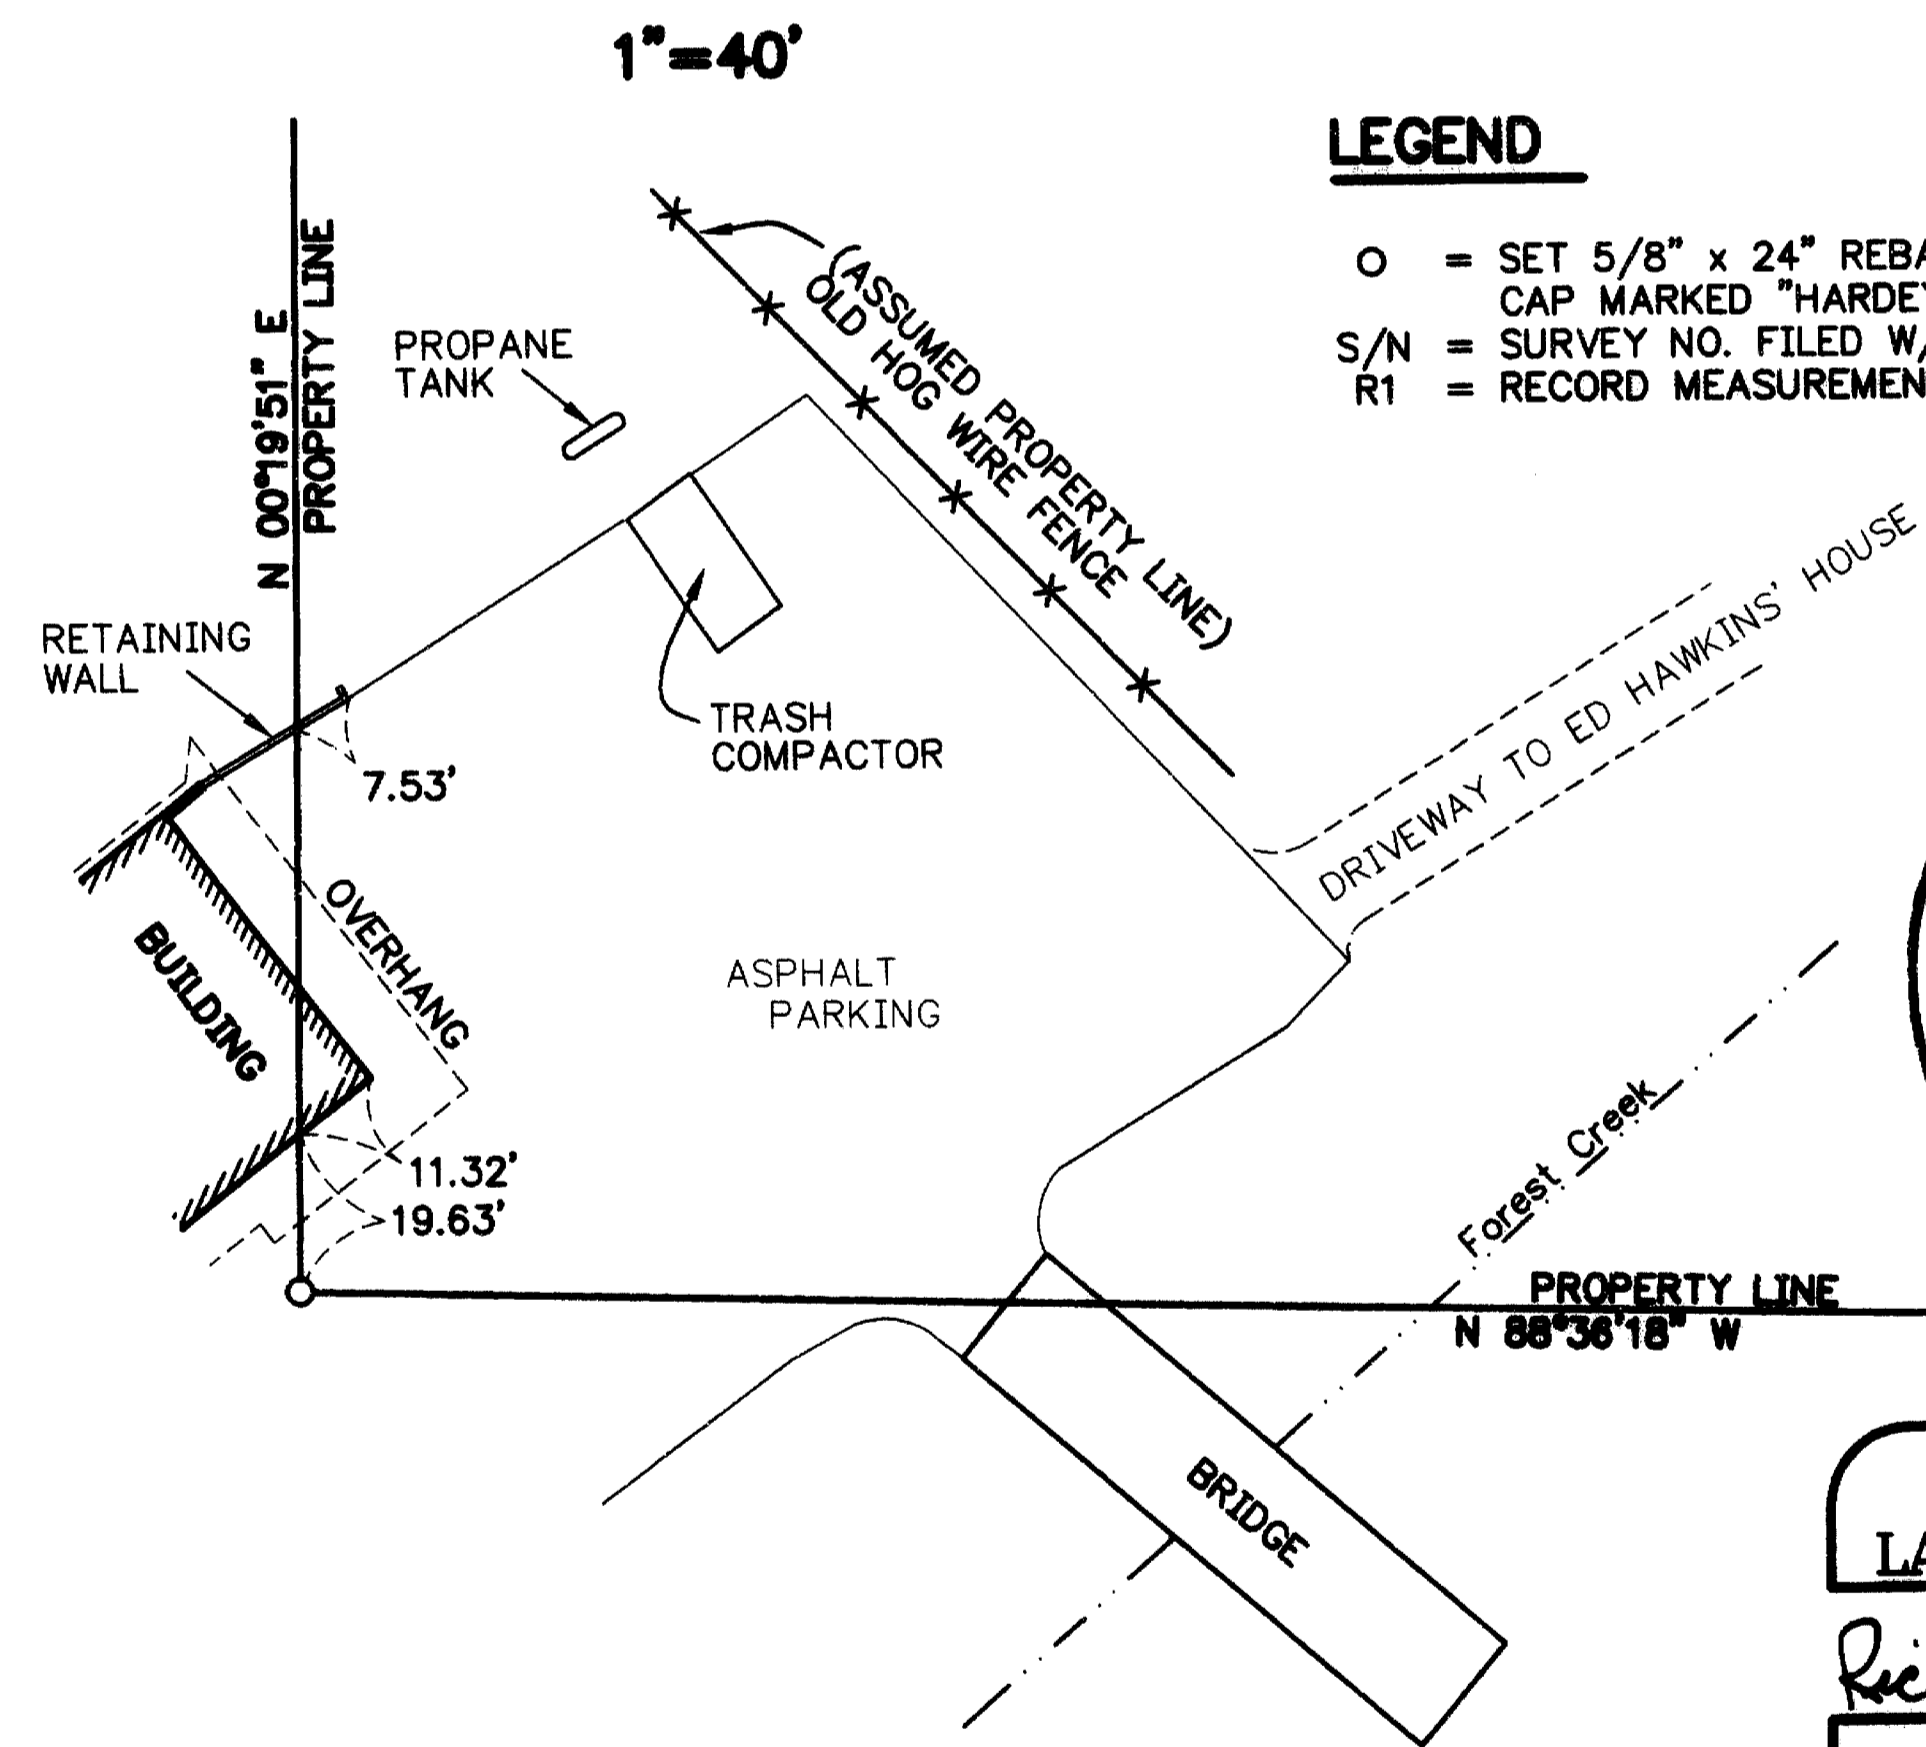 1"=40'
LEGEND
O = SET 5/8" x 24" REBA
CAP MARKED "HARDE
S/N = SURVEY NO. FILED W/
R1 = RECORD MEASUREMEN
N 00°19'51" E
PROPERTY LINE
(ASSUMED PROPERTY LINE)
OLD HOG WIRE FENCE
PROPANE
TANK
RETAINING
WALL
TRASH
COMPACTOR
7.53'
DRIVEWAY TO ED HAWKINS' HOUSE
OVERHANG
BUILDING
ASPHALT
PARKING
11.32'
19.63'
Forest Creek
PROPERTY LINE
N 88°36'18" W
BRIDGE
LA
Ric